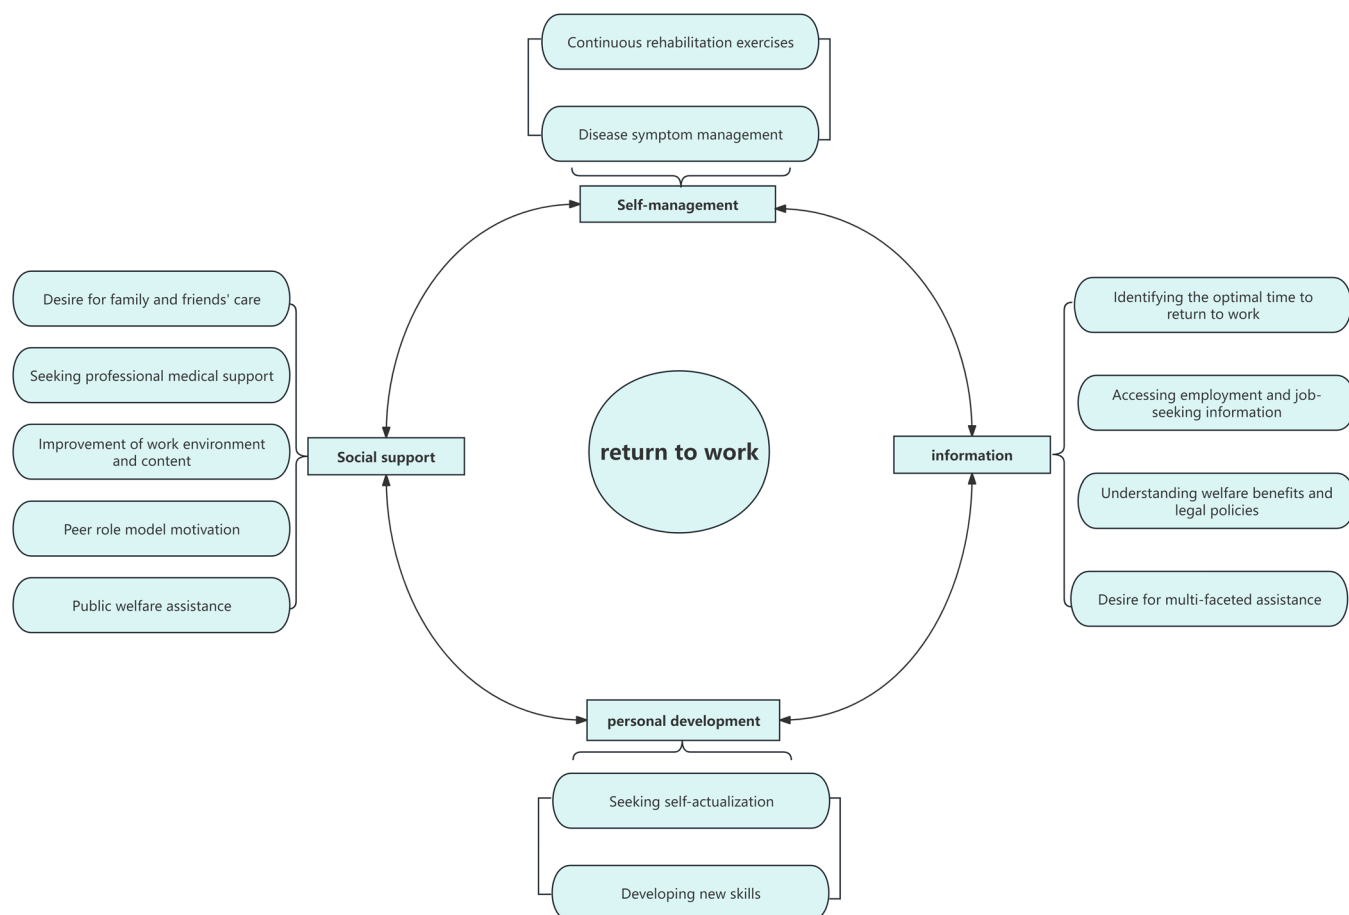 Continuous rehabilitation exercises
Disease symptom management
Self-management
Desire for family and friends' care
Seeking professional medical support
Improvement of work environment
and content
Peer role model motivation
Public welfare assistance
Social support
return to work
information
Identifying the optimal time to
return to work
Accessing employment and job-
seeking information
Understanding welfare benefits and
legal policies
Desire for multi-faceted assistance
personal development
Seeking self-actualization
Developing new skills